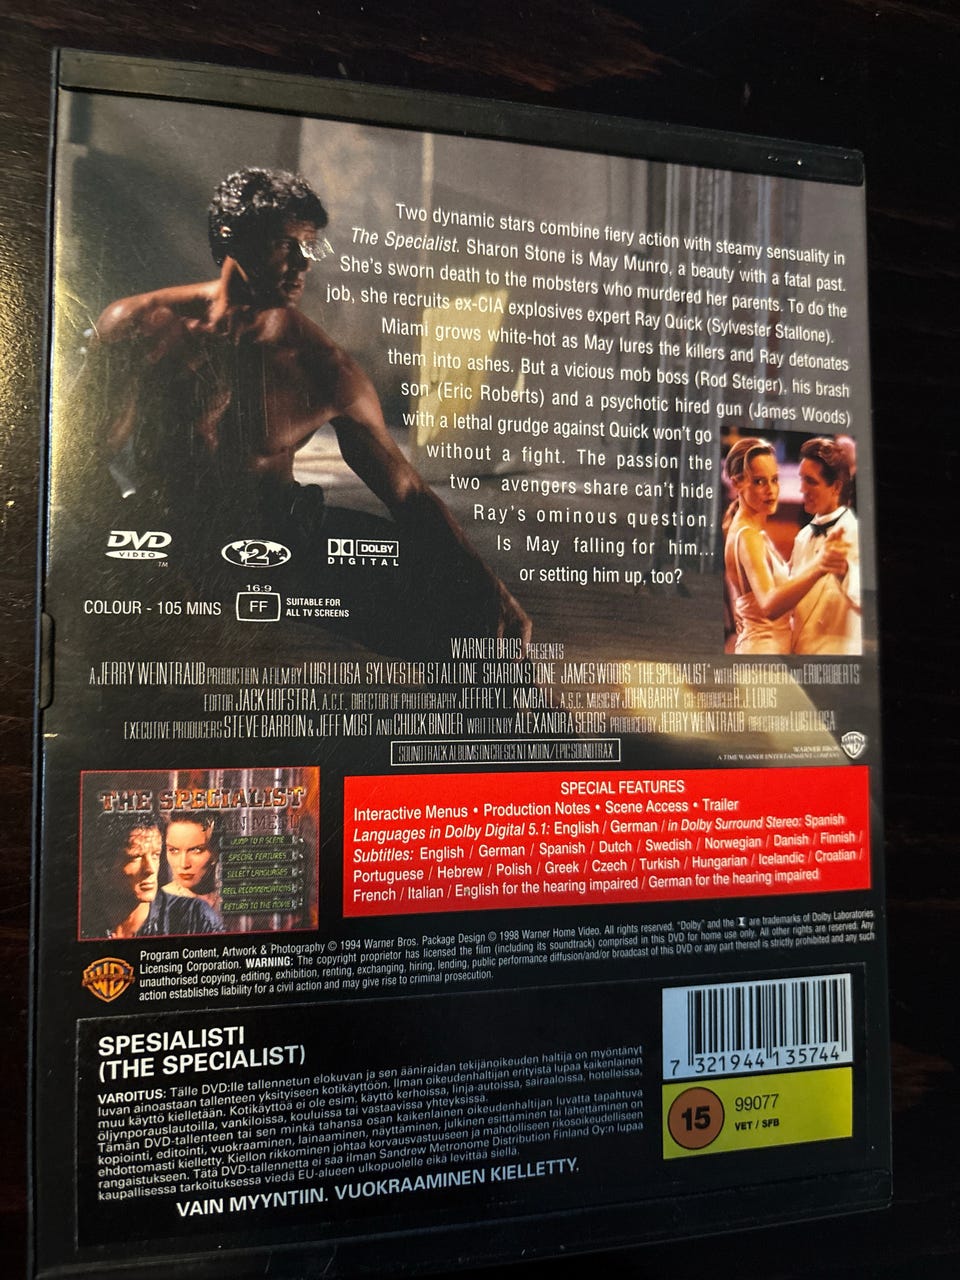 Two dynamic stars combine fiery action with steamy sensuality in
The Specialist. Sharon Stone is May Munro, a beauty with a fatal past.
She's sworn death to the mobsters who murdered her parents. To do the
job, she recruits ex-CIA explosives expert Ray Quick (Sylvester Stallone).
Miami grows white-hot as May lures the killers and Ray detonates
them into ashes. But a vicious mob boss (Rod Steiger), his brash
son (Eric Roberts) and a psychotic hired gun (James Woods)
with a lethal grudge against Quick won't go
without a fight. The passion the
two avengers share can't hide
Ray's ominous question.
Is May falling for him...
or setting him up, too?
DVD
VIDEO
TM
2
DOLBY
DIGITAL
COLOUR - 105 MINS
16:9
FF
SUITABLE FOR
ALL TV SCREENS
WARNER BROS. PRESENTS
A JERRY WEINTRAUB PRODUCTION A FILM BY LUIS LLOSA SYLVESTER STALLONE SHARON STONE JAMES WOODS "THE SPECIALIST" WITH ROD STEIGER AND ERIC ROBERTS
EDITOR JACK HOFSTRA, A.C.E. DIRECTOR OF PHOTOGRAPHY JEFFREY L. KIMBALL, A.S.C. MUSIC BY JOHN BARRY CO-PRODUCER R.J. LOUIS
EXECUTIVE PRODUCERS STEVE BARRON & JEFF MOST AND CHUCK BINDER WRITTEN BY ALEXANDRA SEROS PRODUCED BY JERRY WEINTRAUB DIRECTED BY LUIS LLOSA
SOUNDTRACK ALBUMS ON CRESCENT MOON/EPIC SOUNDTRAX
WARNER BROS.
A TIME WARNER ENTERTAINMENT COMPANY
THE SPECIALIST
MAIN MENU
JUMP TO A SCENE
SPECIAL FEATURES
SELECT LANGUAGES
REEL RECOMMENDATIONS
RETURN TO THE MOVIE
SPECIAL FEATURES
Interactive Menus • Production Notes • Scene Access • Trailer
Languages in Dolby Digital 5.1: English / German / in Dolby Surround Stereo: Spanish
Subtitles: English / German / Spanish / Dutch / Swedish / Norwegian / Danish / Finnish /
Portuguese / Hebrew / Polish / Greek / Czech / Turkish / Hungarian / Icelandic / Croatian /
French / Italian / English for the hearing impaired / German for the hearing impaired
Program Content, Artwork & Photography © 1994 Warner Bros. Package Design © 1998 Warner Home Video. All rights reserved. "Dolby" and the are trademarks of Dolby Laboratories
Licensing Corporation. WARNING: The copyright proprietor has licensed the film (including its soundtrack) comprised in this DVD for home use only. All other rights are reserved. Any
unauthorised copying, editing, exhibition, renting, exchanging, hiring, lending, public performance diffusion/and/or broadcast of this DVD or any part thereof is strictly prohibited and any such
action establishes liability for a civil action and may give rise to criminal prosecution.
SPESIALISTI
(THE SPECIALIST)
VAROITUS: Tälle DVD:lle tallennetun elokuvan ja sen ääniraidan tekijänoikeuden haltija on myöntänyt
luvan ainoastaan tallenteen yksityiseen kotikäyttöön. Ilman oikeudenhaltijan erityistä lupaa kaikenlainen
muu käyttö kielletään. Kotikäyttöä ei ole esim. käyttö kerhoissa, linja-autoissa, sairaaloissa, hotelleissa,
öljynporauslautoilla, vankiloissa, kouluissa tai vastaavissa yhteyksissä.
Tämän DVD-tallenteen tai sen minkä tahansa osan kaikenlainen oikeudenhaltijan luvatta tapahtuva
kopiointi, editointi, vuokraaminen, lainaaminen, näyttäminen, julkinen esittäminen tai lähettäminen on
ehdottomasti kielletty. Kiellon rikkominen johtaa korvausvastuuseen ja mahdolliseen rikosoikeudelliseen
rangaistukseen. Tätä DVD-tallennetta ei saa ilman Sandrew Metronome Distribution Finland Oy:n lupaa
kaupallisessa tarkoituksessa viedä EU-alueen ulkopuolelle eikä levittää siellä.
VAIN MYYNTIIN. VUOKRAAMINEN KIELLETTY.
7 321944 135744
15
99077
VET / SFB